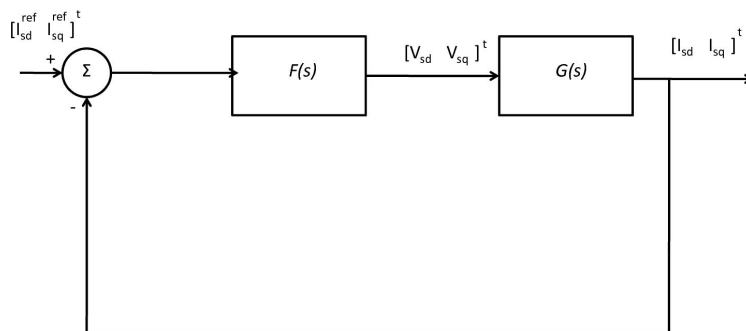 [I_sd^ref I_sq^ref]^t
+
Σ
-
F(s)
[V_sd V_sq]^t
G(s)
[I_sd I_sq]^t